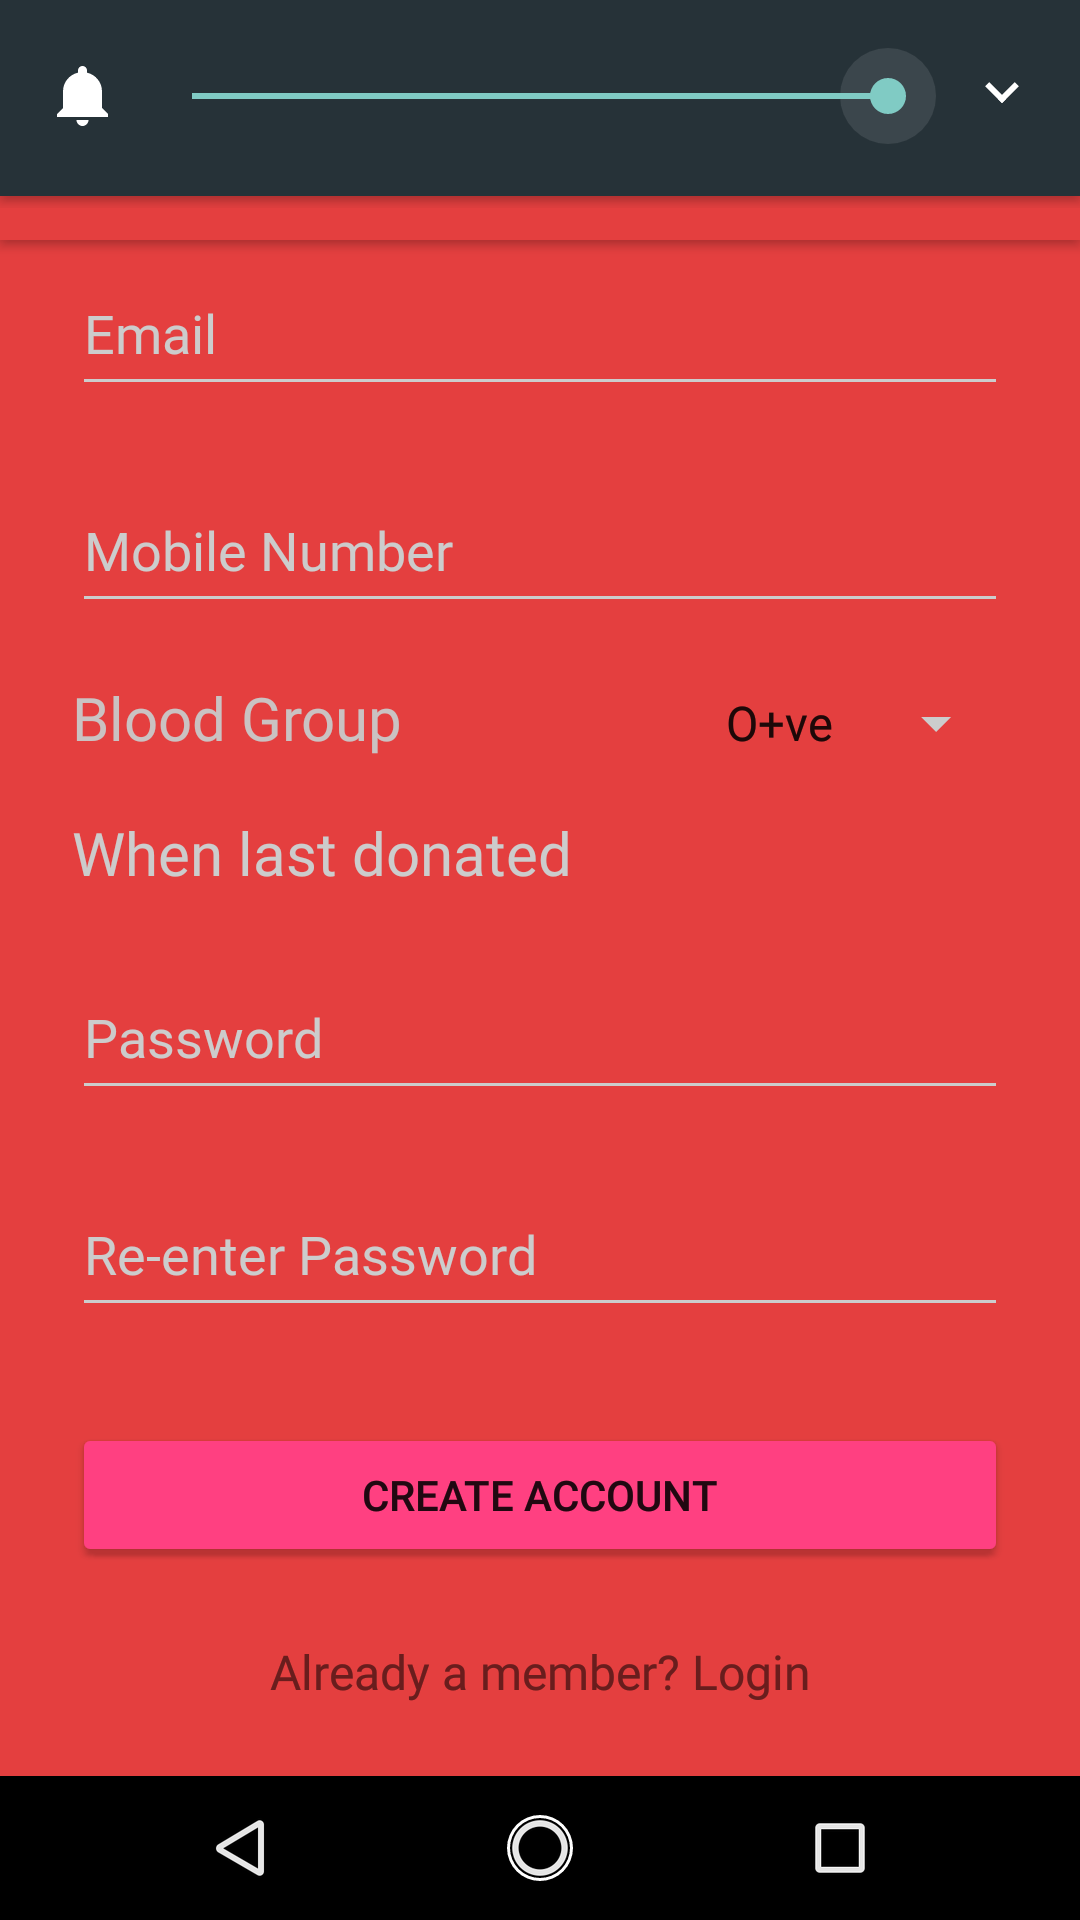 Email
Mobile Number
Blood Group O+ve
When last donated
Password
Re-enter Password
CREATE ACCOUNT
Already a member? Login